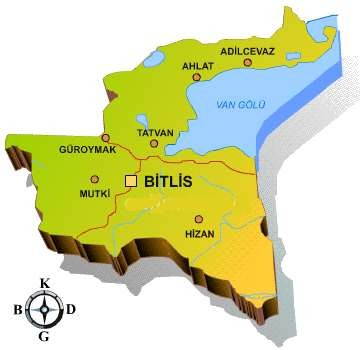 ADİLCEVAZ
AHLAT
VAN GÖLÜ
TATVAN
GÜROYMAK
MUTKİ
BİTLİS
HİZAN
K
B D
G